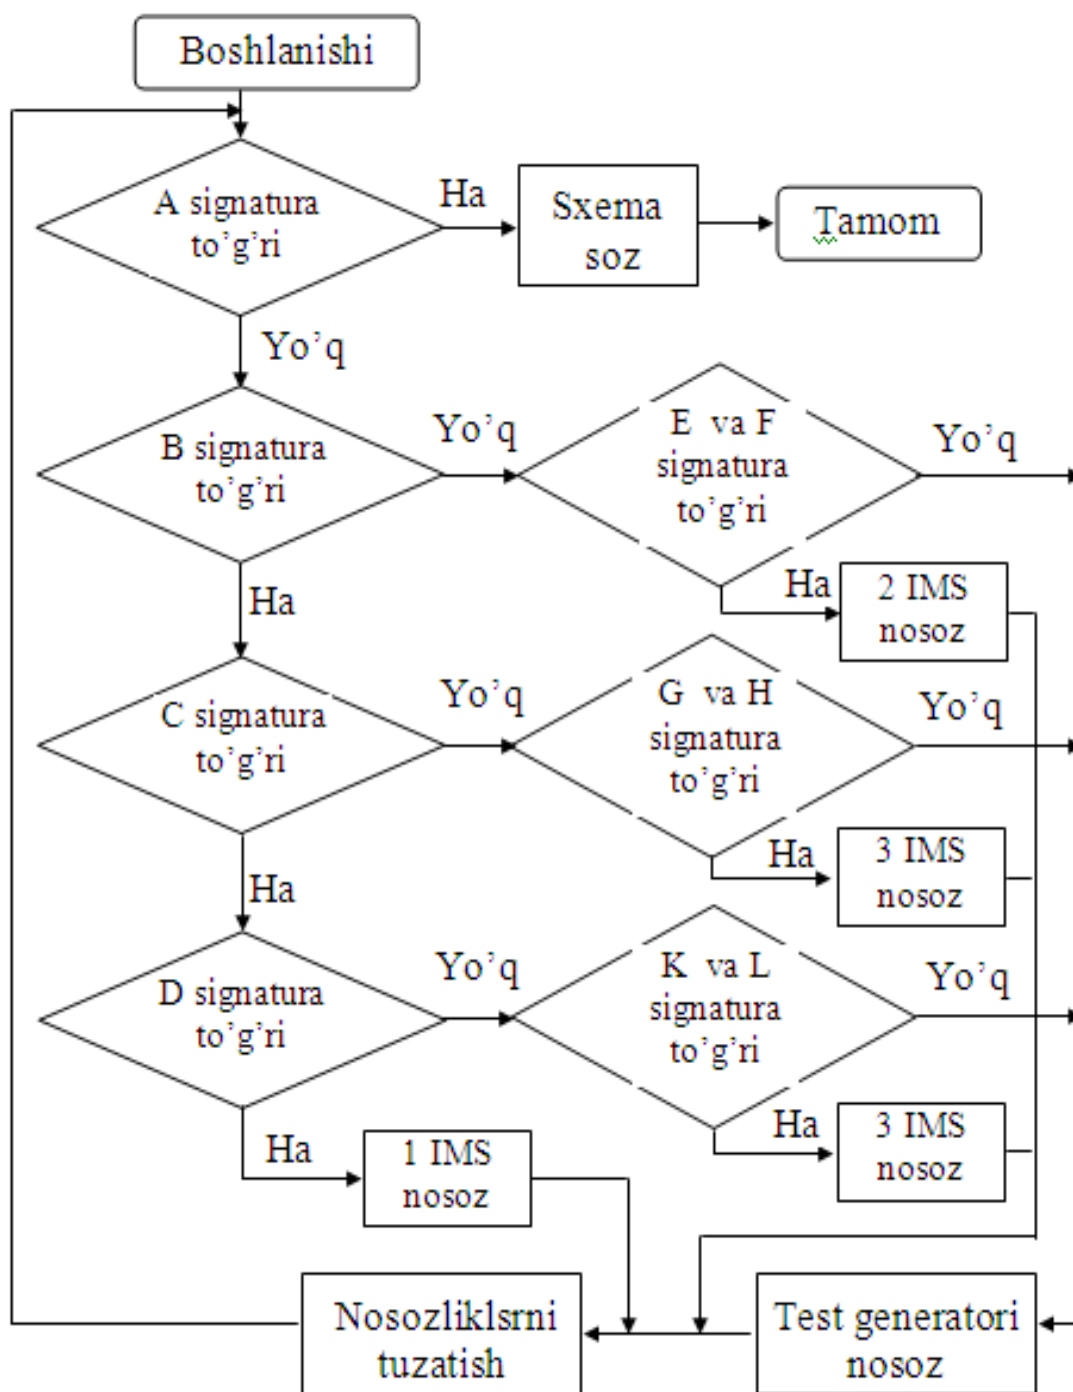 Boshlanishi
A signatura
to’g’ri
Ha
Sxema
soz
Tamom
Yo’q
B signatura
to’g’ri
Yo’q
E va F
signatura
to’g’ri
Yo’q
Ha
Ha
2 IMS
nosoz
C signatura
to’g’ri
Yo’q
G va H
signatura
to’g’ri
Yo’q
Ha
Ha
3 IMS
nosoz
D signatura
to’g’ri
Yo’q
K va L
signatura
to’g’ri
Yo’q
Ha
Ha
3 IMS
nosoz
1 IMS
nosoz
Nosozliklsrni
tuzatish
Test generatori
nosoz